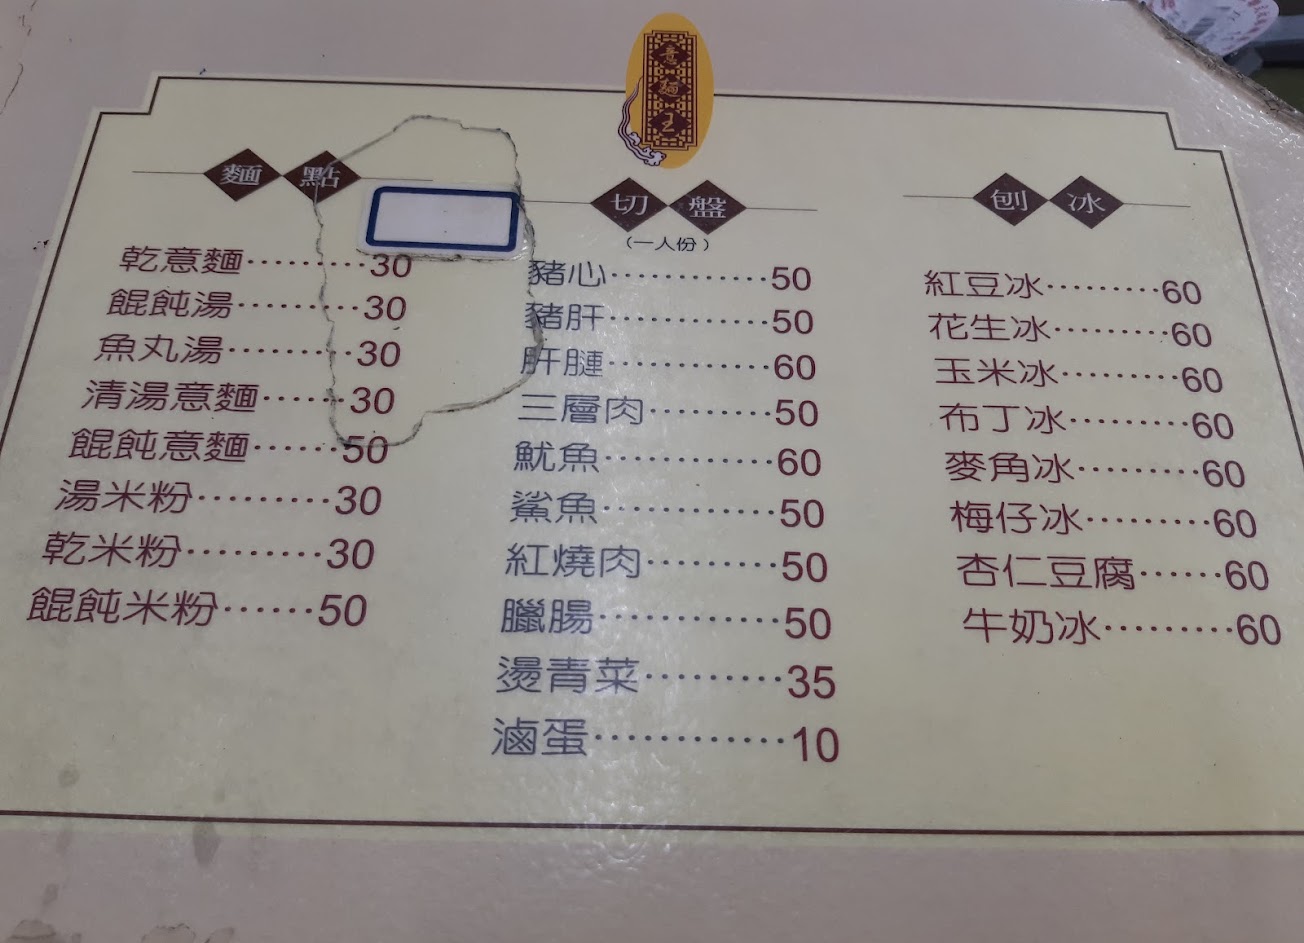 意麵王
麵點
乾意麵………30
餛飩湯………30
魚丸湯………30
清湯意麵……30
餛飩意麵……50
湯米粉………30
乾米粉………30
餛飩米粉……50
切盤
(一人份)
豬心…………50
豬肝…………50
肝腱…………60
三層肉………50
魷魚…………60
鯊魚…………50
紅燒肉………50
臘腸…………50
燙青菜………35
滷蛋…………10
刨冰
紅豆冰………60
花生冰………60
玉米冰………60
布丁冰………60
麥角冰………60
梅仔冰………60
杏仁豆腐……60
牛奶冰………60